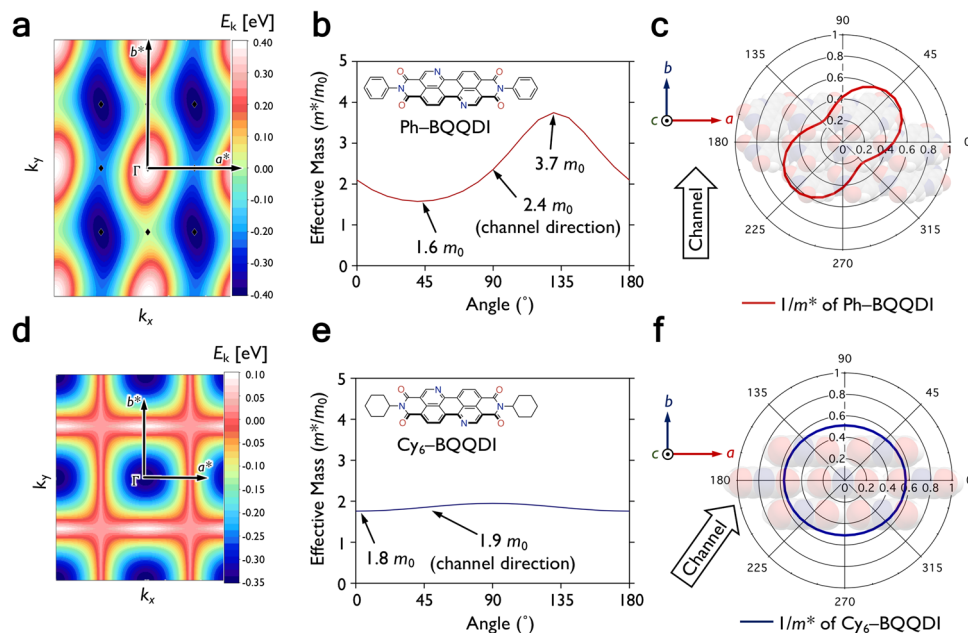 a
E_k [eV]
b*
a*
Γ
k_y
k_x
0.40
0.30
0.20
0.10
0.00
-0.10
-0.20
-0.30
-0.40
b
Effective Mass (m*/m₀)
5
4
3
2
1
0
0 45 90 135 180
Angle (°)
N
O O
N N
O O
N
Ph–BQQDI
3.7 m₀
2.4 m₀
(channel direction)
1.6 m₀
c
90
135 45
1
0.8
0.6
0.4
0.2
0 0.2 0.4 0.6 0.8 1
180 0
225 315
270
b
c a
Channel
1/m* of Ph–BQQDI
d
E_k [eV]
b*
a*
Γ
k_y
k_x
0.10
0.05
0.00
-0.05
-0.10
-0.15
-0.20
-0.25
-0.30
-0.35
e
Effective Mass (m*/m₀)
5
4
3
2
1
0
0 45 90 135 180
Angle (°)
N
O O
N N
O O
N
Cy₆–BQQDI
1.8 m₀
1.9 m₀
(channel direction)
f
90
135 45
1
0.8
0.6
0.4
0.2
0 0.2 0.4 0.6 0.8 1
180 0
225 315
270
b
c a
Channel
1/m* of Cy₆–BQQDI